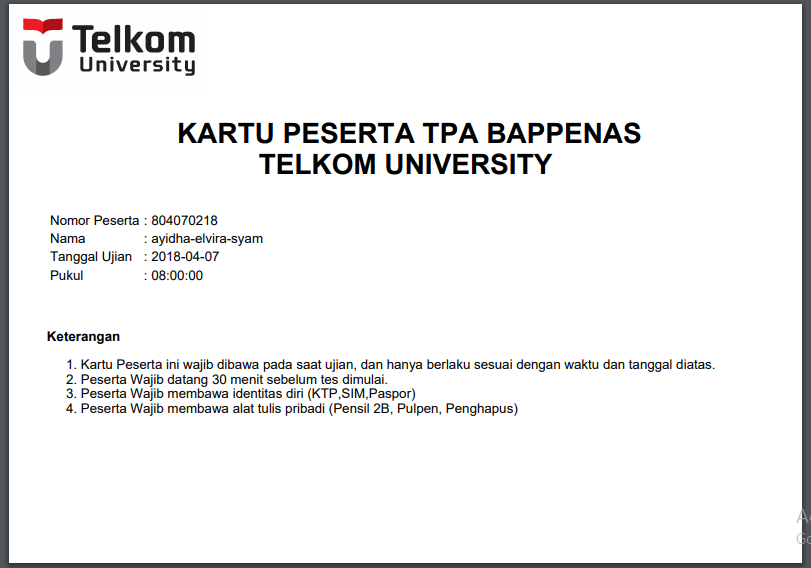 Telkom
University
KARTU PESERTA TPA BAPPENAS
TELKOM UNIVERSITY
Nomor Peserta : 804070218
Nama : ayidha-elvira-syam
Tanggal Ujian : 2018-04-07
Pukul : 08:00:00
Keterangan
1. Kartu Peserta ini wajib dibawa pada saat ujian, dan hanya berlaku sesuai dengan waktu dan tanggal diatas.
2. Peserta Wajib datang 30 menit sebelum tes dimulai.
3. Peserta Wajib membawa identitas diri (KTP,SIM,Paspor)
4. Peserta Wajib membawa alat tulis pribadi (Pensil 2B, Pulpen, Penghapus)